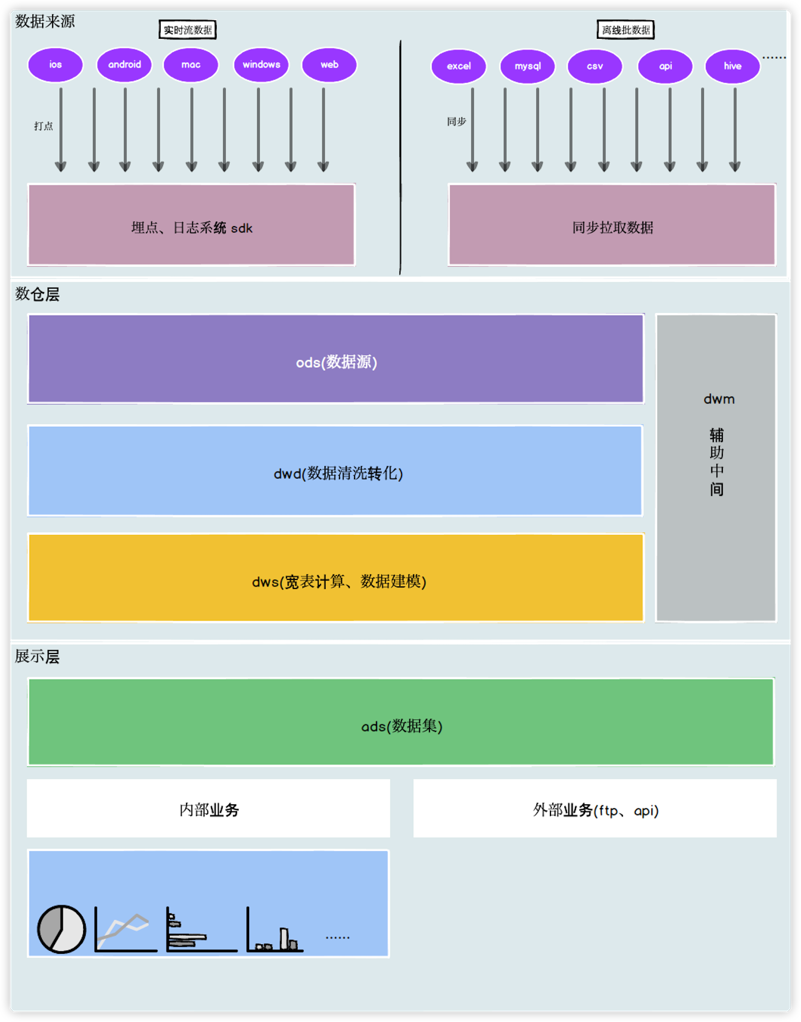 数据来源
实时流数据
离线批数据
ios
android
mac
windows
web
excel
mysql
csv
api
hive
......
打点
同步
埋点、日志系统 sdk
同步拉取数据
数仓层
ods(数据源)
dwm
辅
助
中
间
dwd(数据清洗转化)
dws(宽表计算、数据建模)
展示层
ads(数据集)
内部业务
外部业务(ftp、api)
......